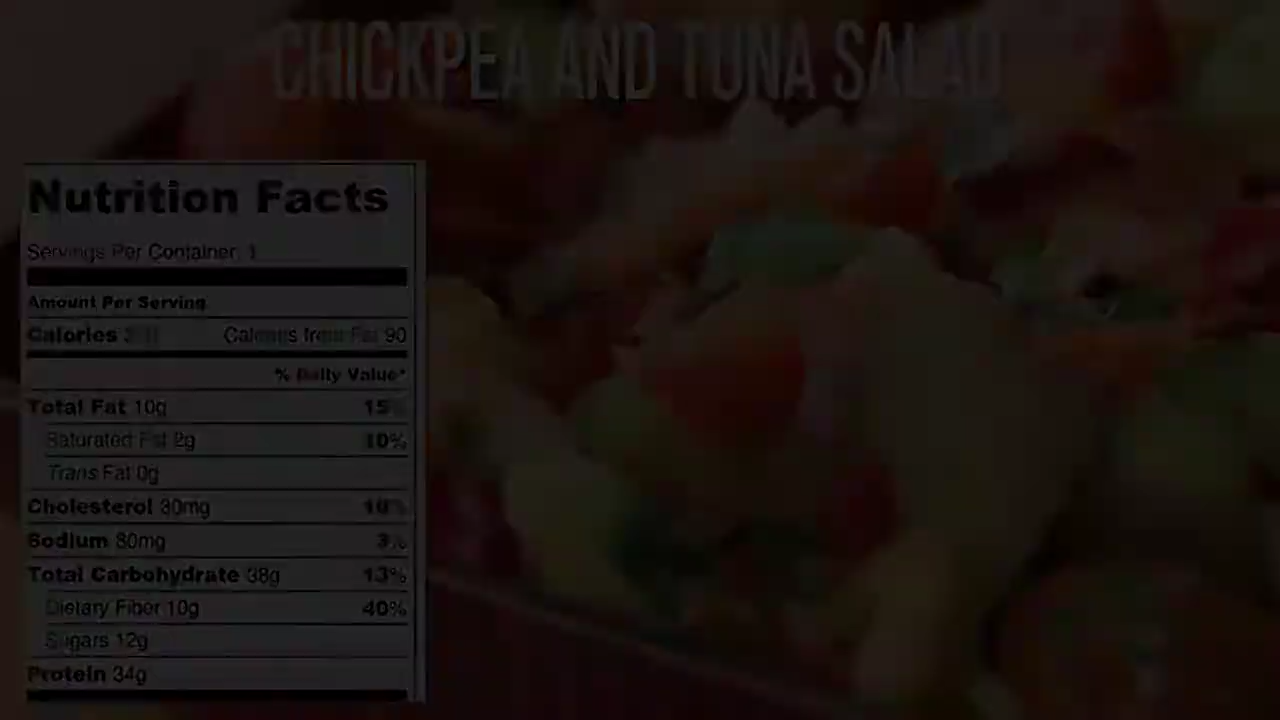 CHICKPEA AND TUNA SALAD
Nutrition Facts
Servings Per Container: 1
Amount Per Serving
Calories
Calories from Fat 90
% Daily Value*
Total Fat 10g 15%
Saturated Fat 2g 10%
Trans Fat 0g
Cholesterol 30mg 10%
Sodium 80mg 3%
Total Carbohydrate 38g 13%
Dietary Fiber 10g 40%
Sugars 12g
Protein 34g